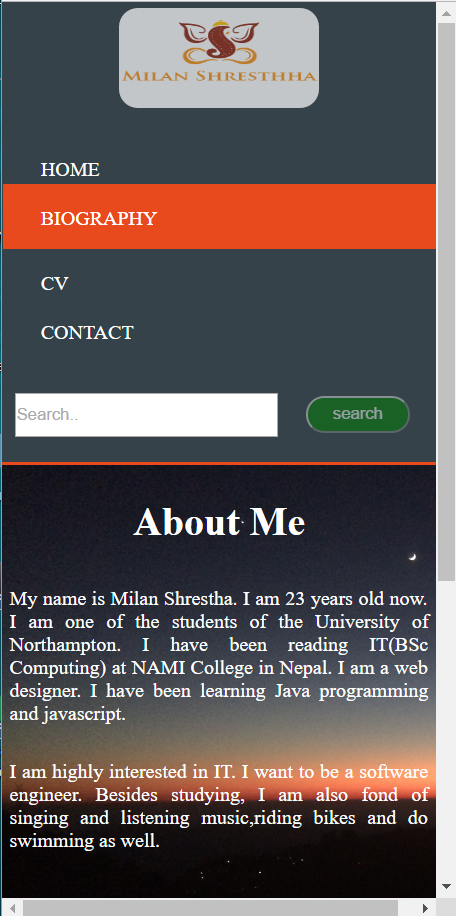 MILAN SHRESTHHA
HOME
BIOGRAPHY
CV
CONTACT
Search.. search
About Me
My name is Milan Shrestha. I am 23 years old now.
I am one of the students of the University of
Northampton. I have been reading IT(BSc
Computing) at NAMI College in Nepal. I am a web
designer. I have been learning Java programming
and javascript.
I am highly interested in IT. I want to be a software
engineer. Besides studying, I am also fond of
singing and listening music,riding bikes and do
swimming as well.